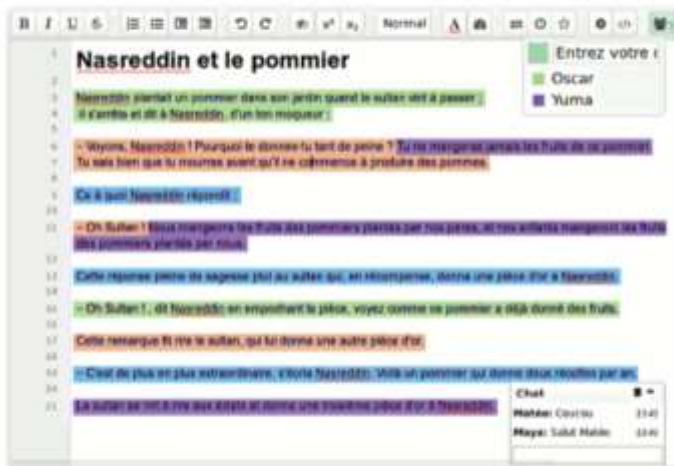 B I U S Normal A </>
Entrez votre
Oscar
Yuma
Nasreddin et le pommier
Nasreddin plantait un pommier dans son jardin quand le sultan vint à passer ;
il s'arrêta et dit à Nasreddin, d'un ton moqueur :
– Voyons, Nasreddin ! Pourquoi te donnes-tu tant de peine ? Tu ne mangeras jamais les fruits de ce pommier.
Tu sais bien que tu mourras avant qu'il ne commence à produire des pommes.
Ce à quoi Nasreddin répondit :
– Oh Sultan ! Nous mangeons les fruits des pommiers plantés par nos pères, et nos enfants mangeront les fruits
des pommiers plantés par nous.
Cette réponse pleine de sagesse plut au sultan qui, en récompense, donna une pièce d'or à Nasreddin.
– Oh Sultan ! , dit Nasreddin en empochant la pièce, voyez comme ce pommier a déjà donné des fruits.
Cette remarque fit rire le sultan, qui lui donna une autre pièce d'or.
– C'est de plus en plus extraordinaire, s'écria Nasreddin. Voilà un pommier qui donne deux récoltes par an.
Le sultan se mit à rire aux éclats et donna une troisième pièce d'or à Nasreddin.
Chat
Matéo: Coucou
Maya: Salut Matéo